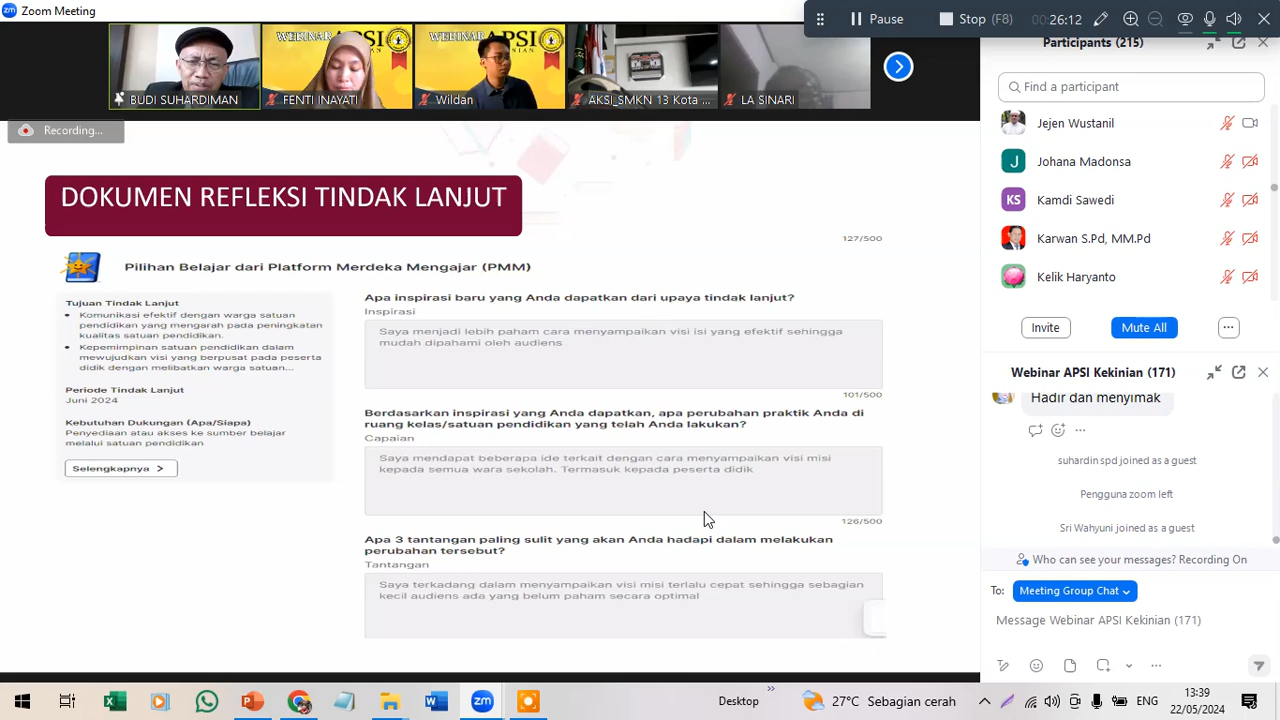 Zoom Meeting
Pause
Stop (F8)
00:26:12
BUDI SUHARDIMAN
FENTI INAYATI
Wildan
AKSI_SMKN 13 Kota ...
LA SINARI
Recording...
DOKUMEN REFLEKSI TINDAK LANJUT
127/500
Pilihan Belajar dari Platform Merdeka Mengajar (PMM)
Tujuan Tindak Lanjut
Komunikasi efektif dengan warga satuan
pendidikan yang mengarah pada peningkatan
kualitas satuan pendidikan.
Kepemimpinan satuan pendidikan dalam
mewujudkan visi yang berpusat pada peserta
didik dengan melibatkan warga satuan...
Periode Tindak Lanjut
Juni 2024
Kebutuhan Dukungan (Apa/Siapa)
Penyediaan atau akses ke sumber belajar
melalui satuan pendidikan
Selengkapnya >
Apa inspirasi baru yang Anda dapatkan dari upaya tindak lanjut?
Inspirasi
Saya menjadi lebih paham cara menyampaikan visi isi yang efektif sehingga
mudah dipahami oleh audiens
101/500
Berdasarkan inspirasi yang Anda dapatkan, apa perubahan praktik Anda di
ruang kelas/satuan pendidikan yang telah Anda lakukan?
Capaian
Saya mendapat beberapa ide terkait dengan cara menyampaikan visi misi
kepada semua wara sekolah. Termasuk kepada peserta didik
126/500
Apa 3 tantangan paling sulit yang akan Anda hadapi dalam melakukan
perubahan tersebut?
Tantangan
Saya terkadang dalam menyampaikan visi misi terlalu cepat sehingga sebagian
kecil audiens ada yang belum paham secara optimal
Participants (215)
Find a participant
Jejen Wustanil
J Johana Madonsa
KS Kamdi Sawedi
Karwan S.Pd, MM.Pd
Kelik Haryanto
Invite
Mute All
Webinar APSI Kekinian (171)
Hadir dan menyimak
suhardin spd joined as a guest
Pengguna zoom left
Sri Wahyuni joined as a guest
Who can see your messages? Recording On
To: Meeting Group Chat
Message Webinar APSI Kekinian (171)
Desktop
27°C Sebagian cerah
ENG
13:39
22/05/2024